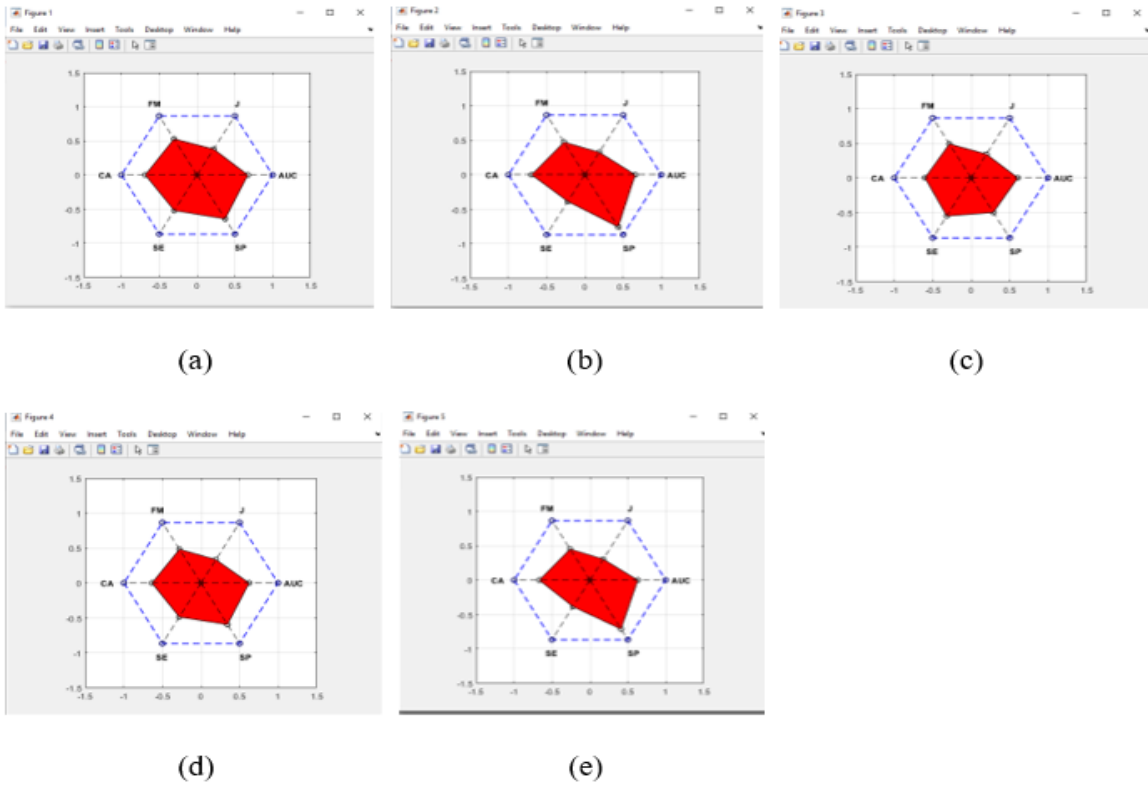 Figure 1
File Edit View Insert Tools Desktop Window Help
1.5
1
0.5
0
-0.5
-1
-1.5
FM J
CA AUC
SE SP
-1.5 -1 -0.5 0 0.5 1 1.5
(a)
Figure 2
File Edit View Insert Tools Desktop Window Help
1.5
1
0.5
0
-0.5
-1
-1.5
FM J
CA AUC
SE SP
-1.5 -1 -0.5 0 0.5 1 1.5
(b)
Figure 3
File Edit View Insert Tools Desktop Window Help
1.5
1
0.5
0
-0.5
-1
-1.5
FM J
CA AUC
SE SP
-1.5 -1 -0.5 0 0.5 1 1.5
(c)
Figure 4
File Edit View Insert Tools Desktop Window Help
1.5
1
0.5
0
-0.5
-1
-1.5
FM J
CA AUC
SE SP
-1.5 -1 -0.5 0 0.5 1 1.5
(d)
Figure 5
File Edit View Insert Tools Desktop Window Help
1.5
1
0.5
0
-0.5
-1
-1.5
FM J
CA AUC
SE SP
-1.5 -1 -0.5 0 0.5 1 1.5
(e)